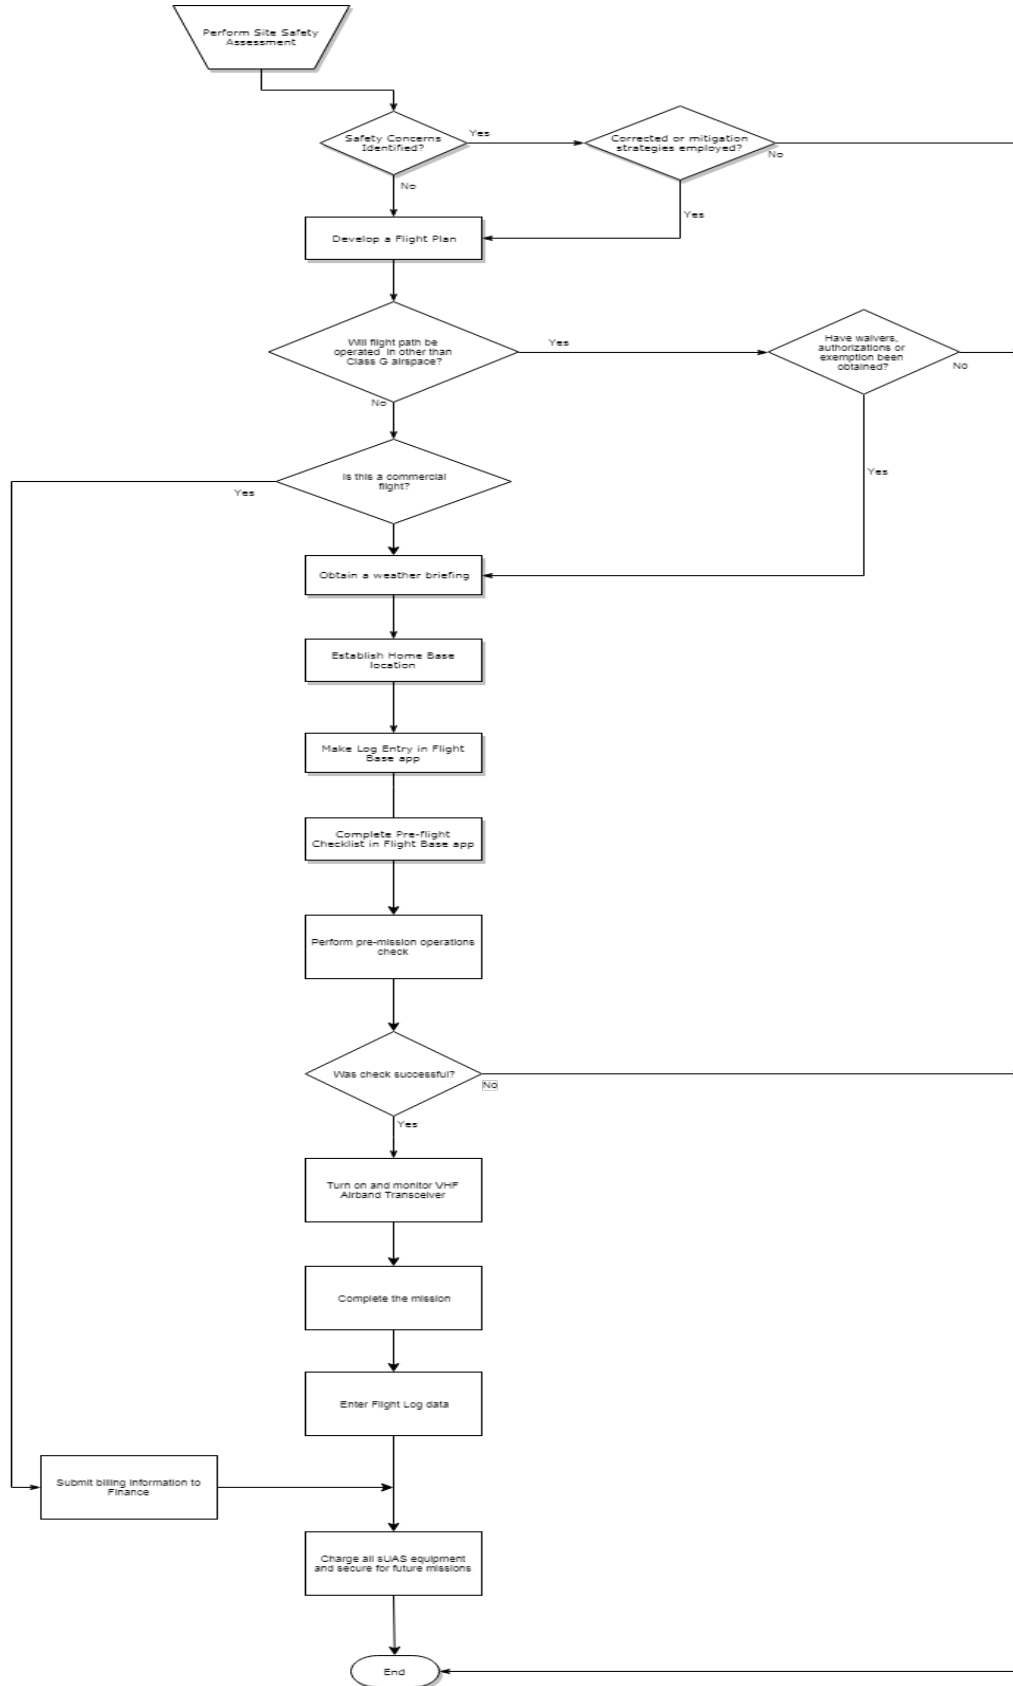 Perform Site Safety
Assessment
Safety Concerns
Identified?
Yes
Corrected or mitigation
strategies employed?
No
No
Yes
Develop a Flight Plan
Will flight path be
operated in other than
Class G airspace?
Yes
Have waivers,
authorizations or
exemption been
obtained?
No
No
Is this a commercial
flight?
Yes
Yes
Obtain a weather briefing
Establish Home Base
location
Make Log Entry in Flight
Base app
Complete Pre-flight
Checklist in Flight Base app
Perform pre-mission operations
check
Was check successful?
No
Yes
Turn on and monitor VHF
Airband Transceiver
Complete the mission
Enter Flight Log data
Submit billing information to
Finance
Charge all sUAS equipment
and secure for future missions
End